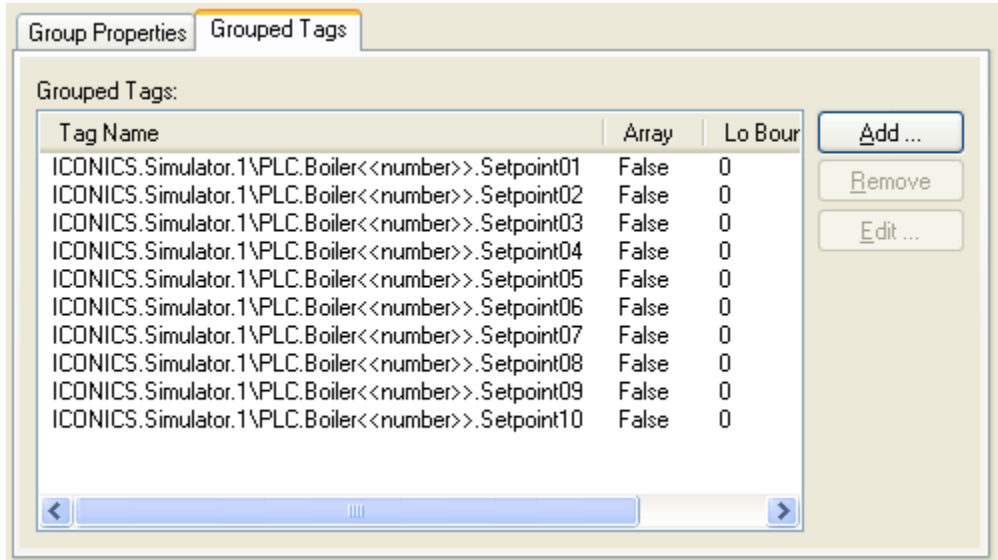 Group Properties Grouped Tags
Grouped Tags:
Tag Name Array Lo Bour Add ...
ICONICS.Simulator.1\PLC.Boiler<<number>>.Setpoint01 False 0
Remove
ICONICS.Simulator.1\PLC.Boiler<<number>>.Setpoint02 False 0
ICONICS.Simulator.1\PLC.Boiler<<number>>.Setpoint03 False 0
Edit ...
ICONICS.Simulator.1\PLC.Boiler<<number>>.Setpoint04 False 0
ICONICS.Simulator.1\PLC.Boiler<<number>>.Setpoint05 False 0
ICONICS.Simulator.1\PLC.Boiler<<number>>.Setpoint06 False 0
ICONICS.Simulator.1\PLC.Boiler<<number>>.Setpoint07 False 0
ICONICS.Simulator.1\PLC.Boiler<<number>>.Setpoint08 False 0
ICONICS.Simulator.1\PLC.Boiler<<number>>.Setpoint09 False 0
ICONICS.Simulator.1\PLC.Boiler<<number>>.Setpoint10 False 0